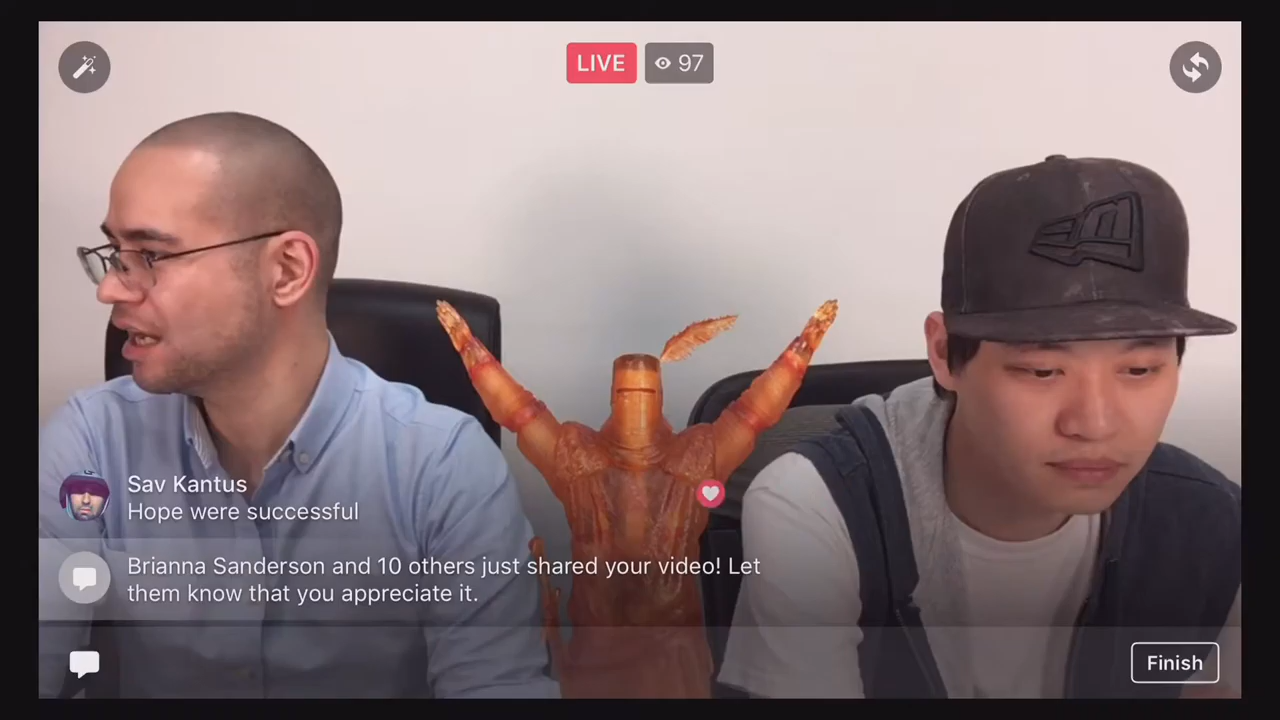 LIVE 97
Sav Kantus
Hope were successful
Brianna Sanderson and 10 others just shared your video! Let
them know that you appreciate it.
Finish